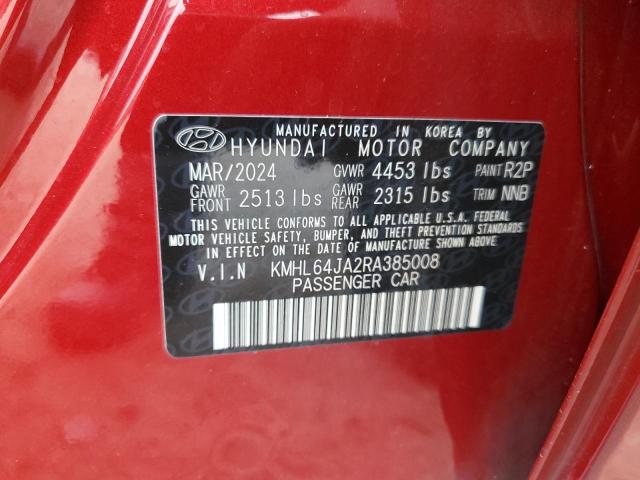 MANUFACTURED IN KOREA BY
HYUNDAI MOTOR COMPANY
MAR/2024 GVWR 4453 lbs PAINT R2P
GAWR FRONT 2513 lbs GAWR REAR 2315 lbs TRIM NNB
THIS VEHICLE CONFORMS TO ALL APPLICABLE U.S.A. FEDERAL
MOTOR VEHICLE SAFETY, BUMPER, AND THEFT PREVENTION STANDARDS
IN EFFECT ON THE DATE OF MANUFACTURE SHOWN ABOVE.
V.I.N KMHL64JA2RA385008
PASSENGER CAR